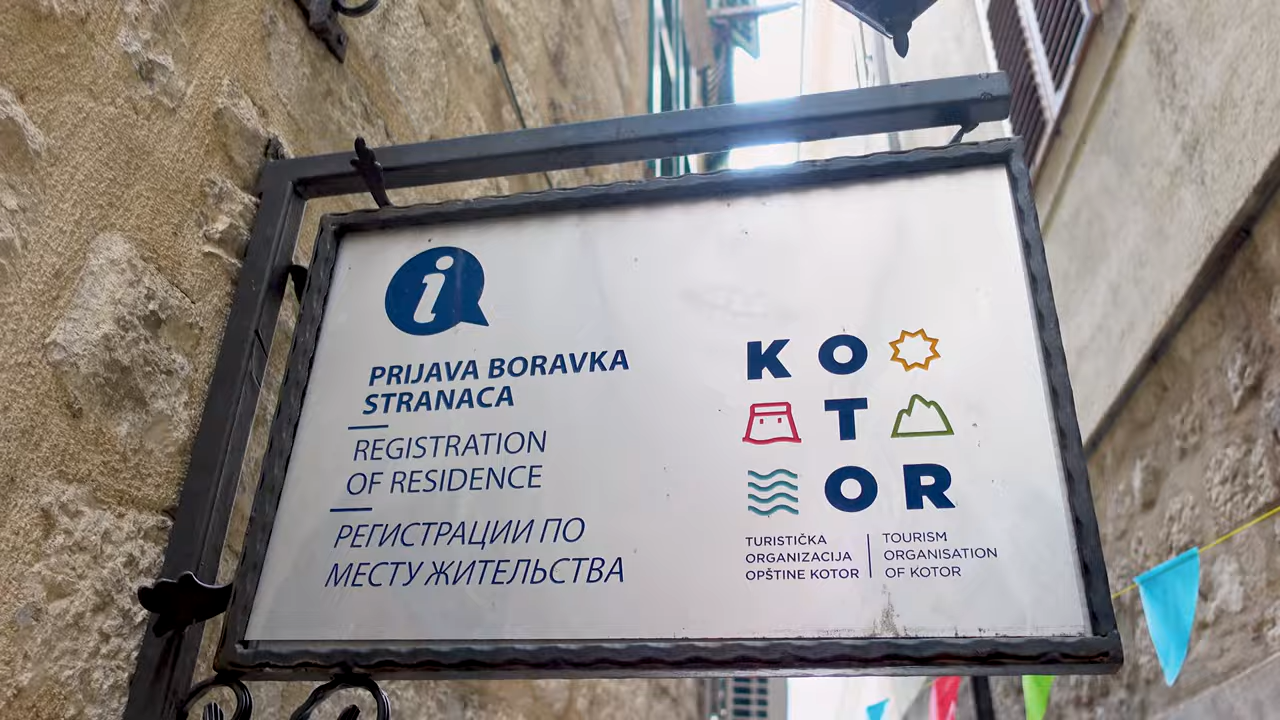 i
PRIJAVA BORAVKA
STRANACA
REGISTRATION
OF RESIDENCE
РЕГИСТРАЦИИ ПО
МЕСТУ ЖИТЕЛЬСТВА
K O
T
O R
TURISTIČKA
ORGANIZACIJA
OPŠTINE KOTOR
TOURISM
ORGANISATION
OF KOTOR